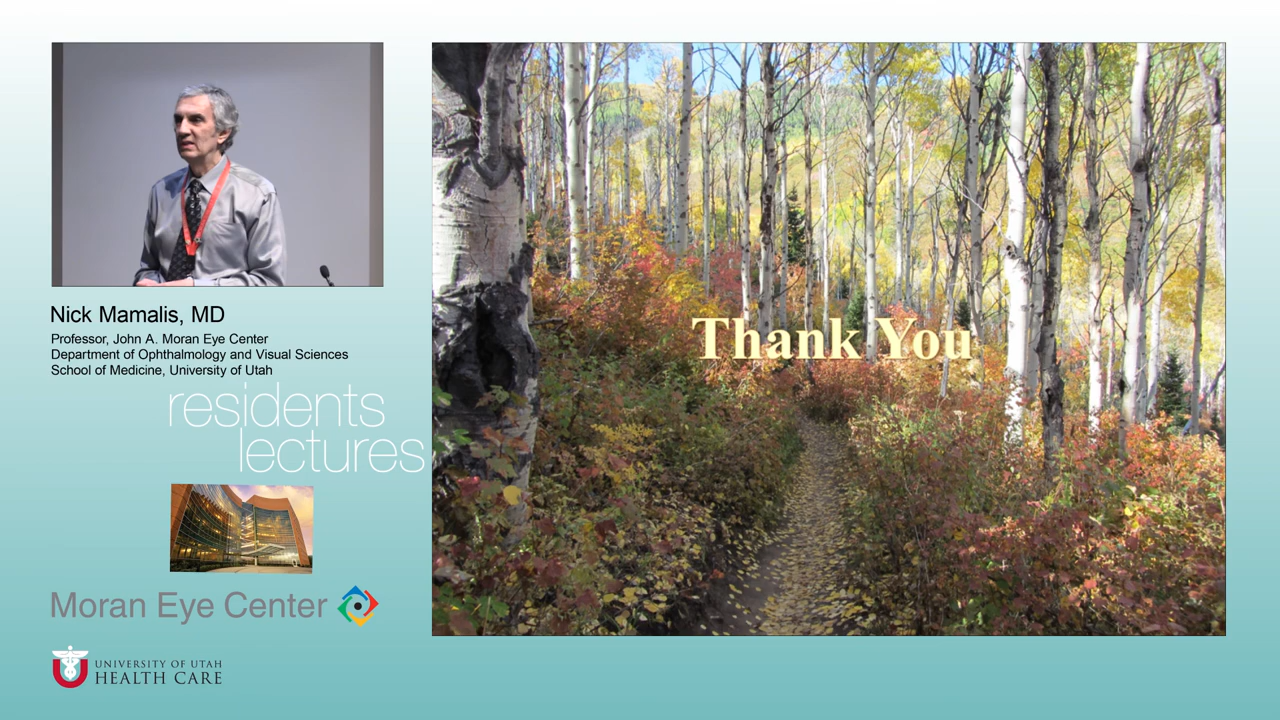 Nick Mamalis, MD
Professor, John A. Moran Eye Center
Department of Ophthalmology and Visual Sciences
School of Medicine, University of Utah
residents
lectures
Moran Eye Center
UNIVERSITY OF UTAH
HEALTH CARE
Thank You